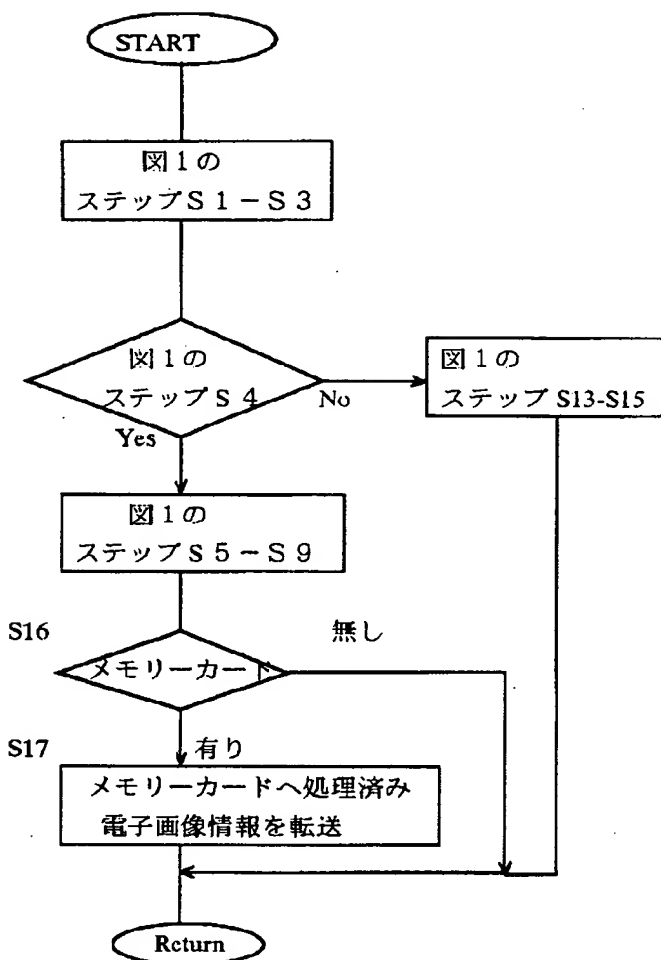 START
図１の
ステップＳ１－Ｓ３
図１の
ステップＳ４
No
Yes
図１の
ステップ S13-S15
図１の
ステップＳ５－Ｓ９
S16
無し
メモリーカード
S17
有り
メモリーカードへ処理済み
電子画像情報を転送
Return